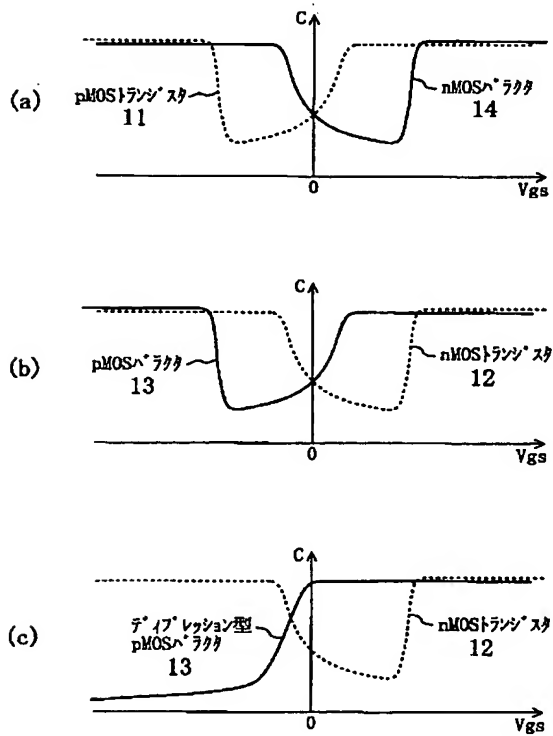 (a)
C
pMOSトランジスタ
11
nMOSバラクタ
14
0
Vgs
(b)
C
pMOSバラクタ
13
nMOSトランジスタ
12
0
Vgs
(c)
C
ディプレッション型
pMOSバラクタ
13
nMOSトランジスタ
12
0
Vgs